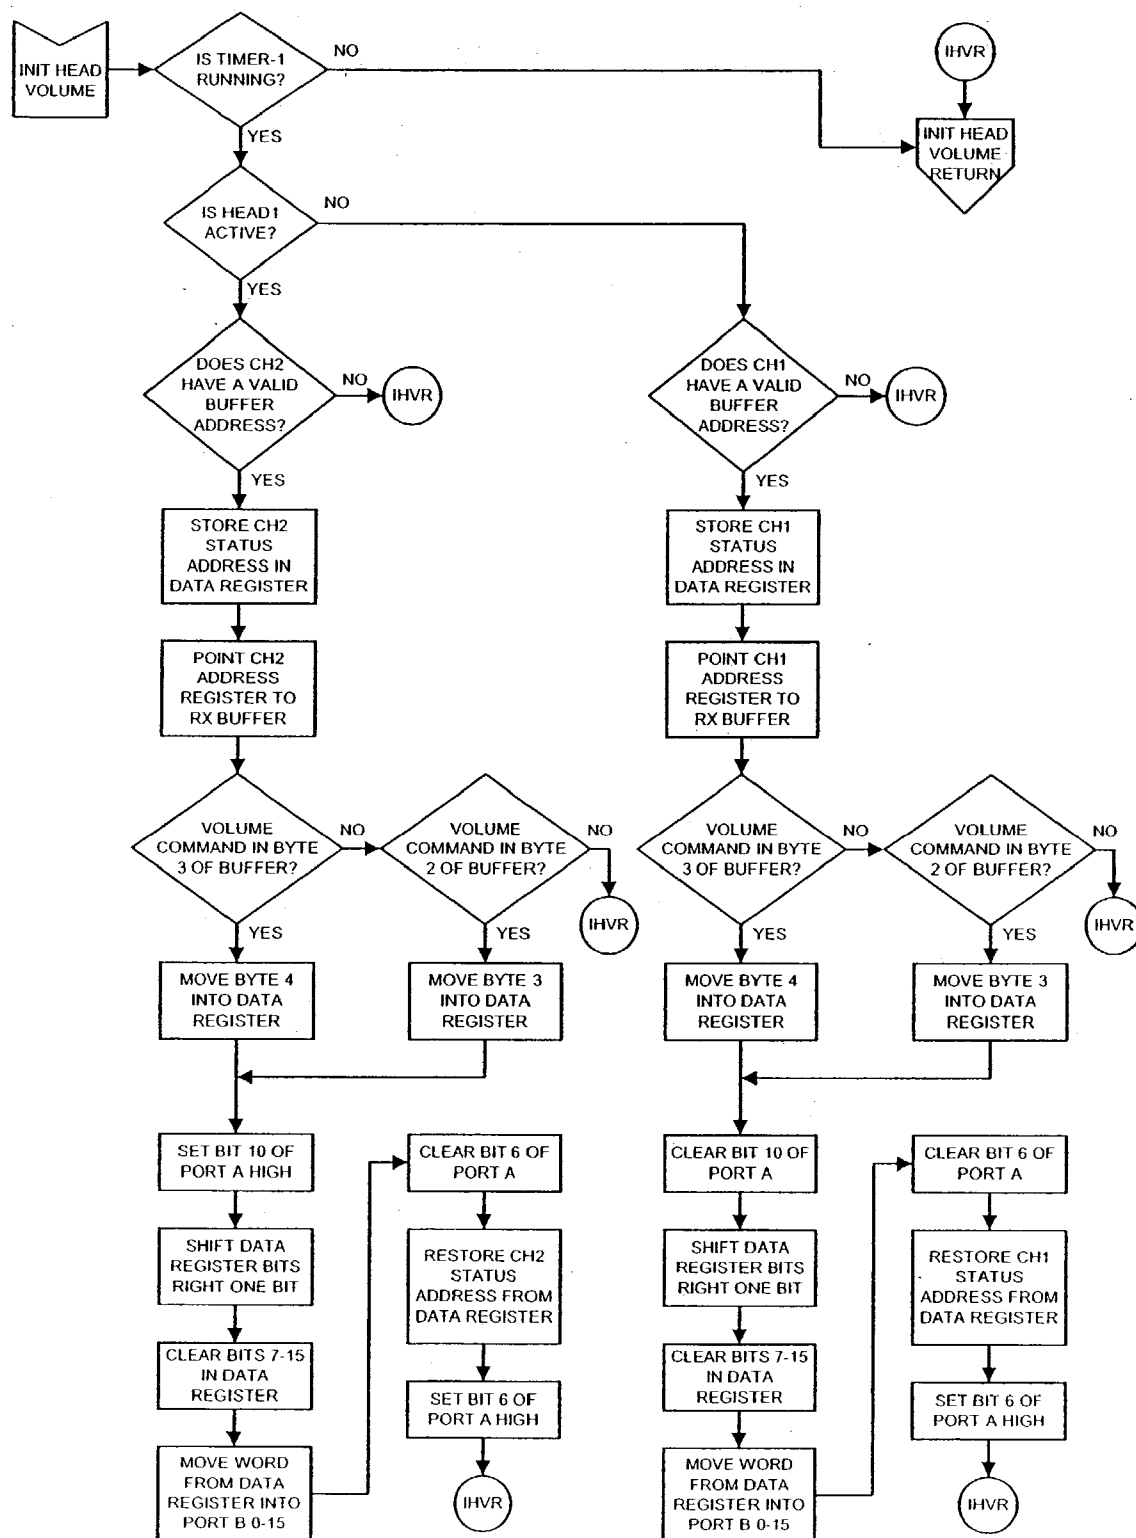 INIT HEAD
VOLUME
IS TIMER-1
RUNNING?
NO
YES
IHVR
INIT HEAD
VOLUME
RETURN
IS HEAD1
ACTIVE?
NO
YES
DOES CH2
HAVE A VALID
BUFFER
ADDRESS?
NO
IHVR
YES
DOES CH1
HAVE A VALID
BUFFER
ADDRESS?
NO
IHVR
YES
STORE CH2
STATUS
ADDRESS IN
DATA REGISTER
STORE CH1
STATUS
ADDRESS IN
DATA REGISTER
POINT CH2
ADDRESS
REGISTER TO
RX BUFFER
POINT CH1
ADDRESS
REGISTER TO
RX BUFFER
VOLUME
COMMAND IN BYTE
3 OF BUFFER?
NO
YES
VOLUME
COMMAND IN BYTE
2 OF BUFFER?
NO
IHVR
YES
VOLUME
COMMAND IN BYTE
3 OF BUFFER?
NO
YES
VOLUME
COMMAND IN BYTE
2 OF BUFFER?
NO
IHVR
YES
MOVE BYTE 4
INTO DATA
REGISTER
MOVE BYTE 3
INTO DATA
REGISTER
MOVE BYTE 4
INTO DATA
REGISTER
MOVE BYTE 3
INTO DATA
REGISTER
SET BIT 10 OF
PORT A HIGH
SHIFT DATA
REGISTER BITS
RIGHT ONE BIT
CLEAR BITS 7-15
IN DATA
REGISTER
MOVE WORD
FROM DATA
REGISTER INTO
PORT B 0-15
CLEAR BIT 6 OF
PORT A
RESTORE CH2
STATUS
ADDRESS FROM
DATA REGISTER
SET BIT 6 OF
PORT A HIGH
IHVR
CLEAR BIT 10 OF
PORT A
SHIFT DATA
REGISTER BITS
RIGHT ONE BIT
CLEAR BITS 7-15
IN DATA
REGISTER
MOVE WORD
FROM DATA
REGISTER INTO
PORT B 0-15
CLEAR BIT 6 OF
PORT A
RESTORE CH1
STATUS
ADDRESS FROM
DATA REGISTER
SET BIT 6 OF
PORT A HIGH
IHVR